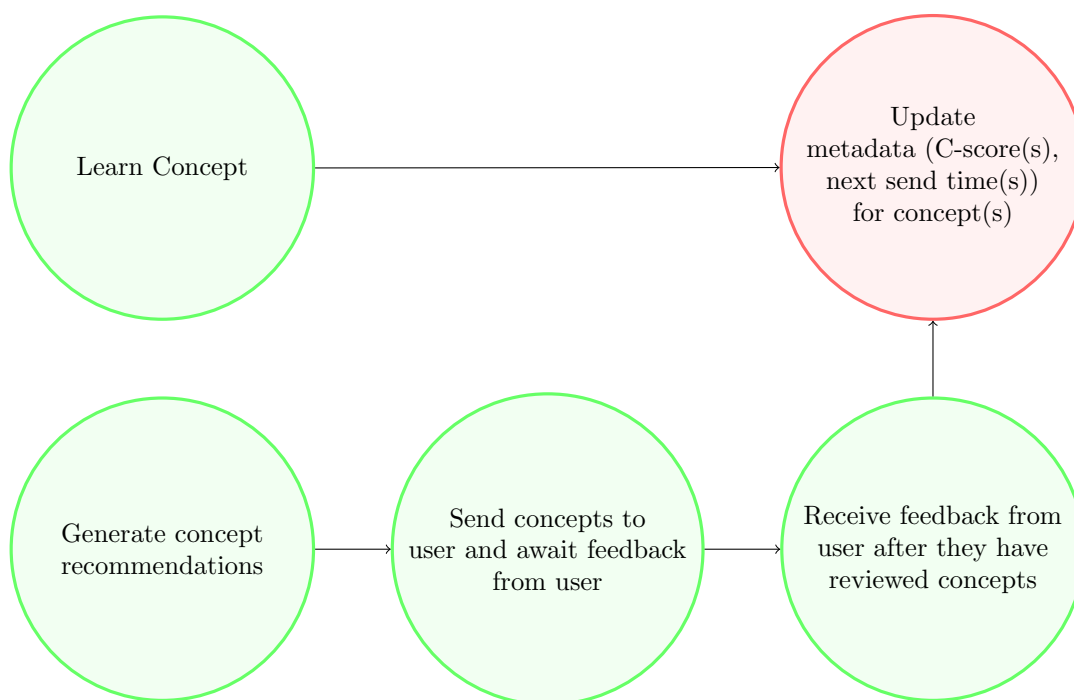 Learn Concept
Update
metadata (C-score(s),
next send time(s))
for concept(s)
Generate concept
recommendations
Send concepts to
user and await feedback
from user
Receive feedback from
user after they have
reviewed concepts